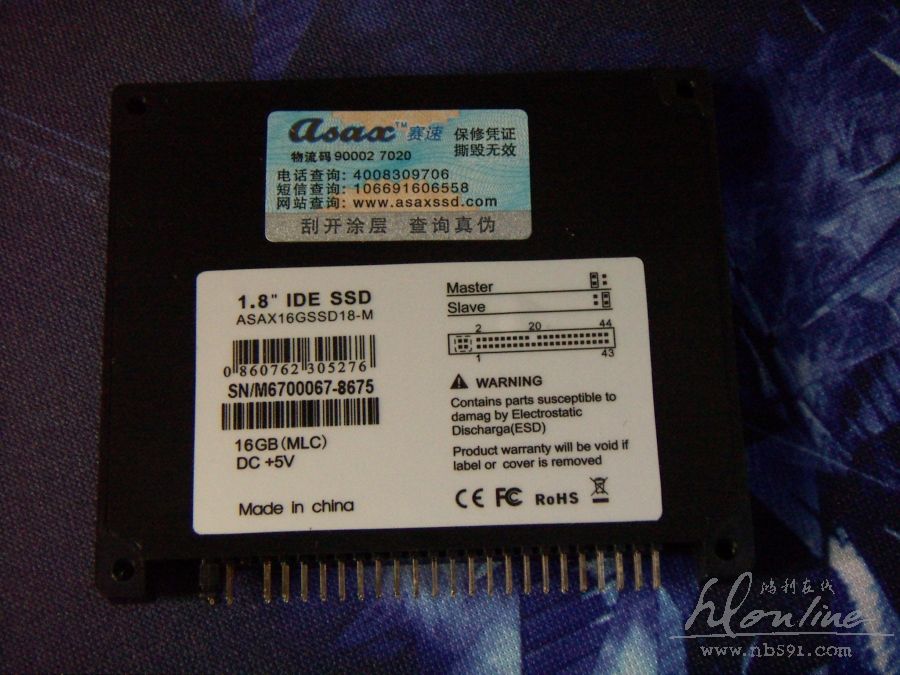 asax™ 赛速 保修凭证
撕毁无效
物流码 90002 7020
电话查询: 4008309706
短信查询: 106691606558
网站查询: www.asaxssd.com
刮开涂层 查询真伪
1.8" IDE SSD
ASAX16GSSD18-M
0 860762 305276
SN/M6700067-8675
16GB(MLC)
DC +5V
Made in china
Master
Slave
2 20 44
1 43
WARNING
Contains parts susceptible to
damag by Electrostatic
Discharga(ESD)
Product warranty will be void if
label or cover is removed
CE FC RoHS
鸿利在线
hlonline
www.nb591.com